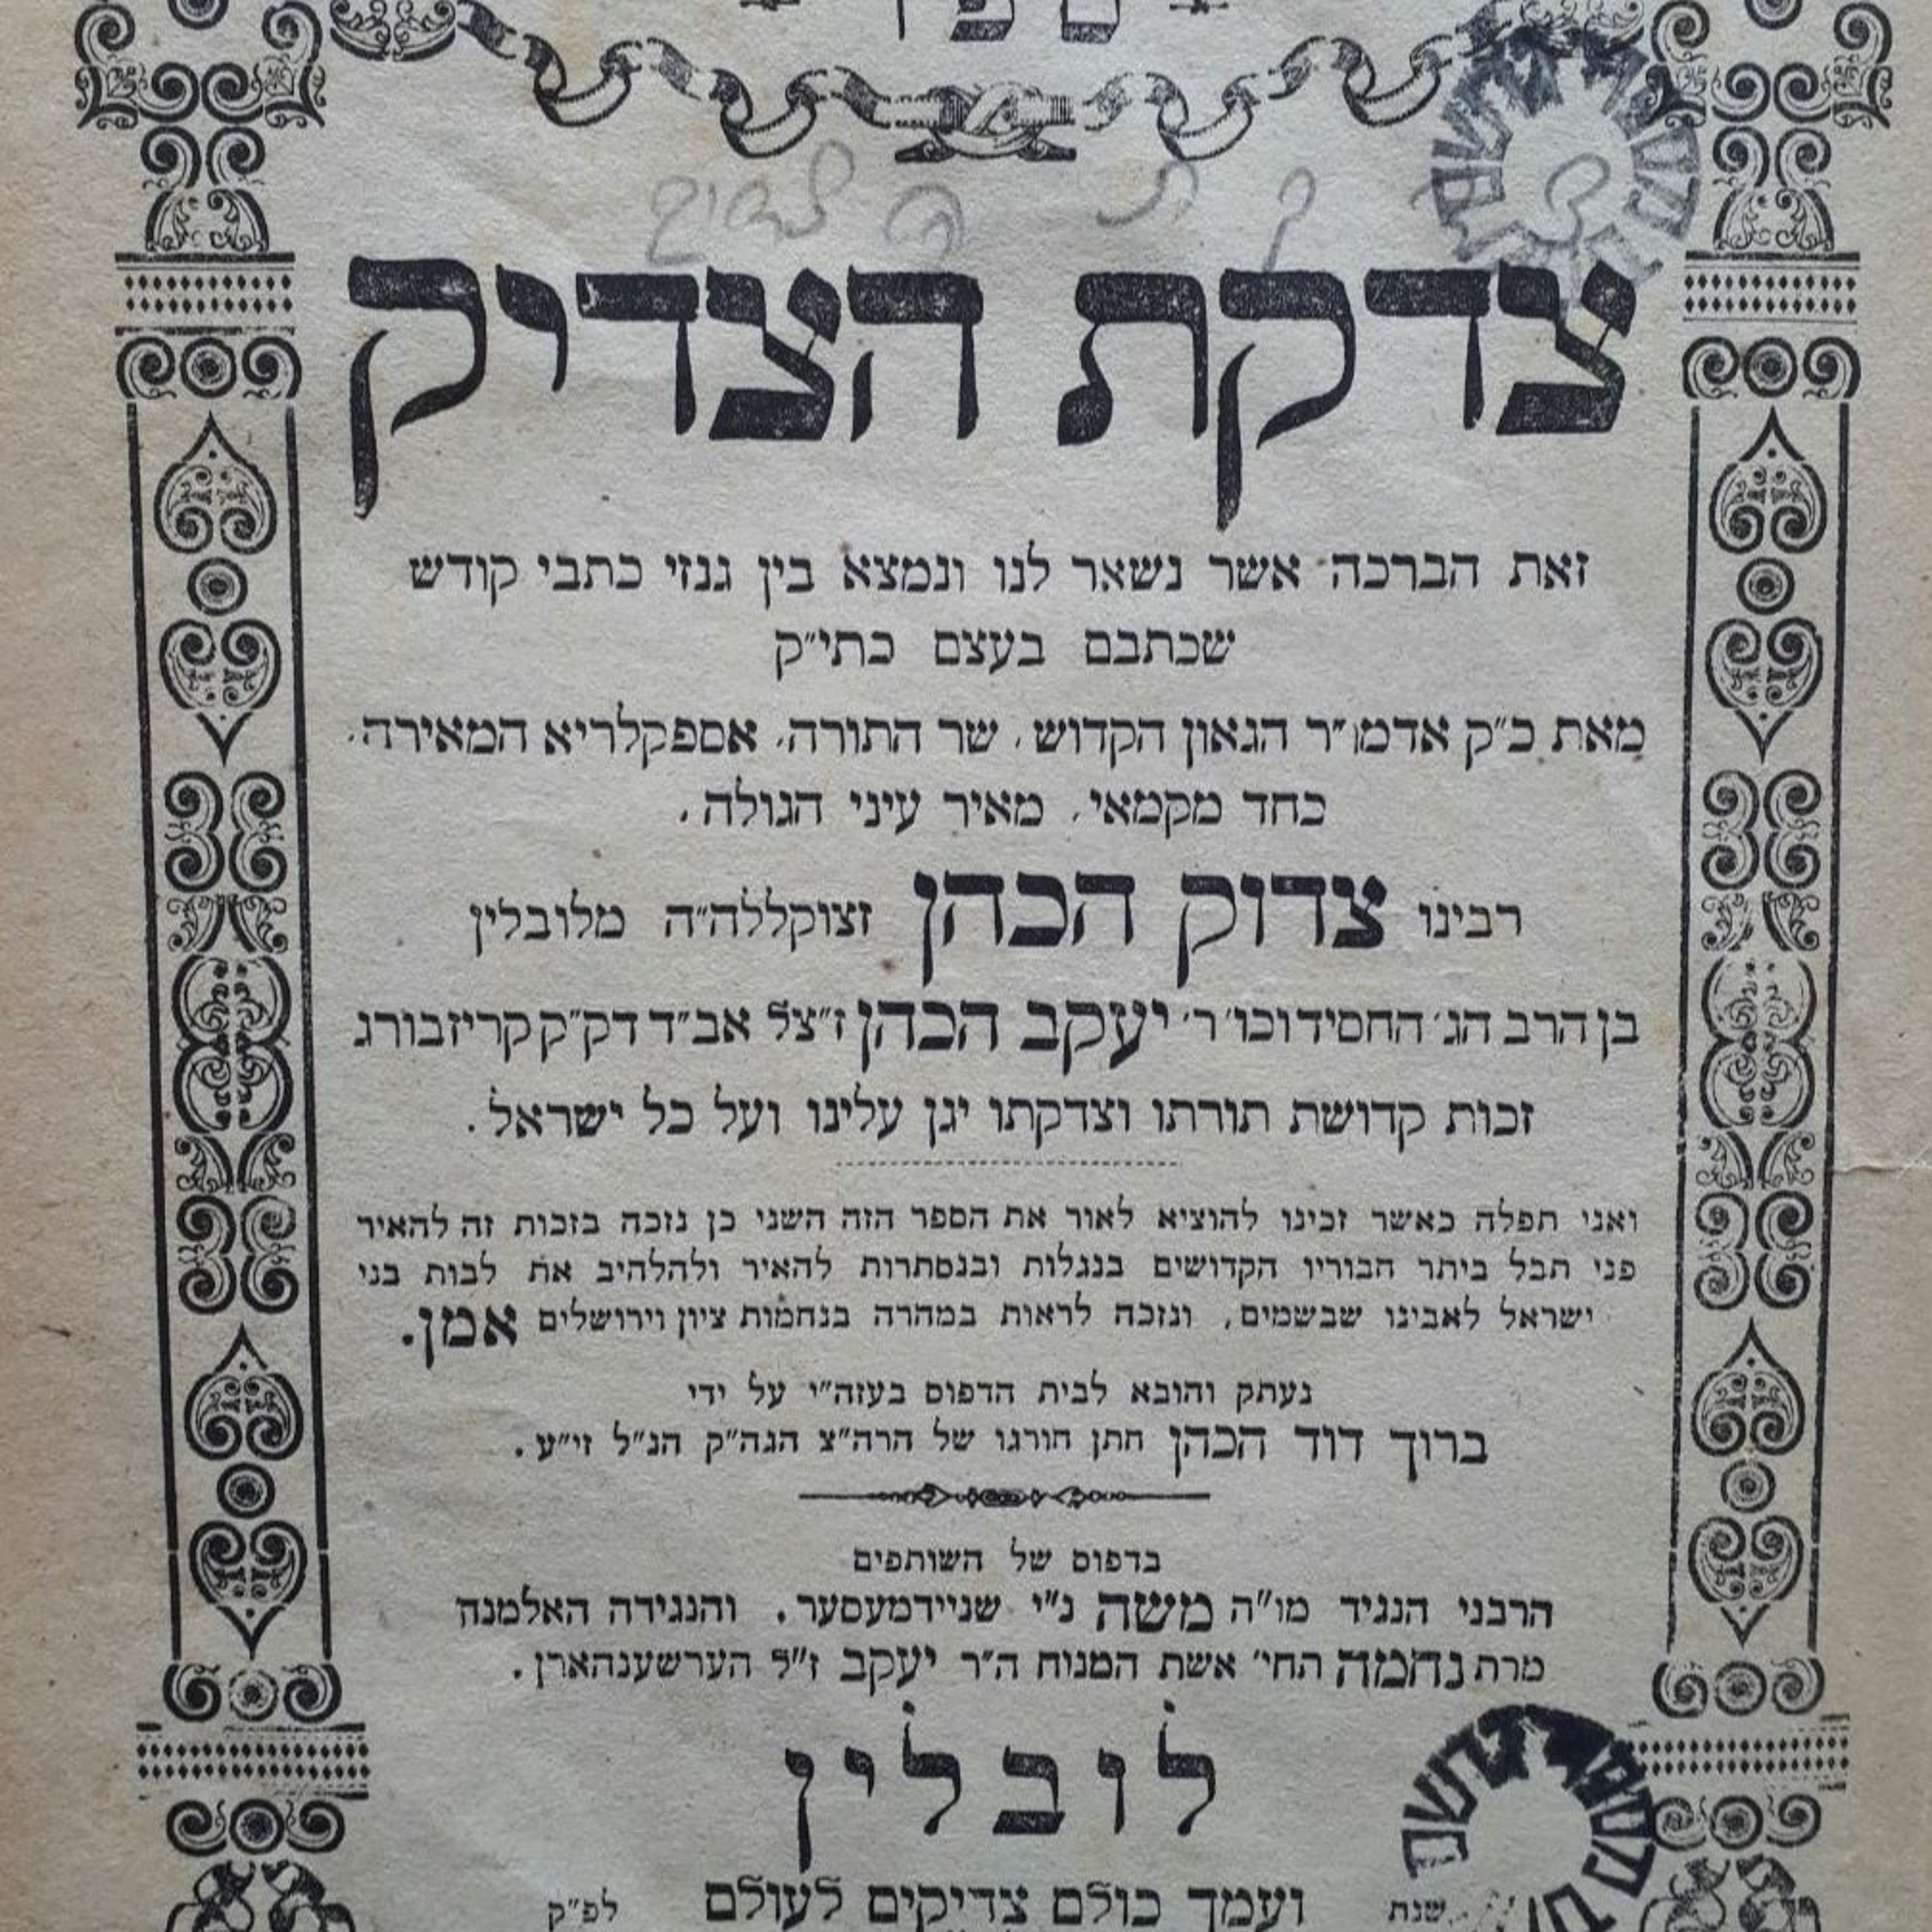 ספר
צדקת הצדיק
זאת הברכה אשר נשאר לנו ונמצא בין גנזי כתבי קודש
שכתבם בעצם כתי״ק
מאת כ״ק אדמו״ר הגאון הקדוש, שר התורה, אספקלריא המאירה,
כחד מקמאי, מאיר עיני הגולה,
רבינו צדוק הכהן זצוקללה״ה מלובלין
בן הרב הג׳ החסיד וכו׳ ר׳ יעקב הכהן ז״צל אב״ד דק״ק קריזבורג
זכות קדושת תורתו וצדקתו יגן עלינו ועל כל ישראל.
ואני תפלה כאשר זכינו להוציא לאור את הספר הזה השני כן נזכה בזכות זה להאיר
פני תבל ביתר חבוריו הקדושים בנגלות ובנסתרות להאיר ולהלהיב את לבות בני
ישראל לאבינו שבשמים, ונזכה לראות במהרה בנחמות ציון וירושלים אמן.
נעתק והובא לבית הדפוס בעזה״י על ידי
ברוך דוד הכהן חתן חורגו של הרה״צ הגה״ק הנ״ל זי״ע.
בדפוס של השותפים
הרבני הנגיד מו״ה משה נ״י שניידמעסער. והנגידה האלמנה
מרת נחמה התי׳ אשת המנוח ה״ר יעקב ז״ל הערשענהארן.
לובלין
שנת ועמך כולם צדיקים לעולם לפ״ק